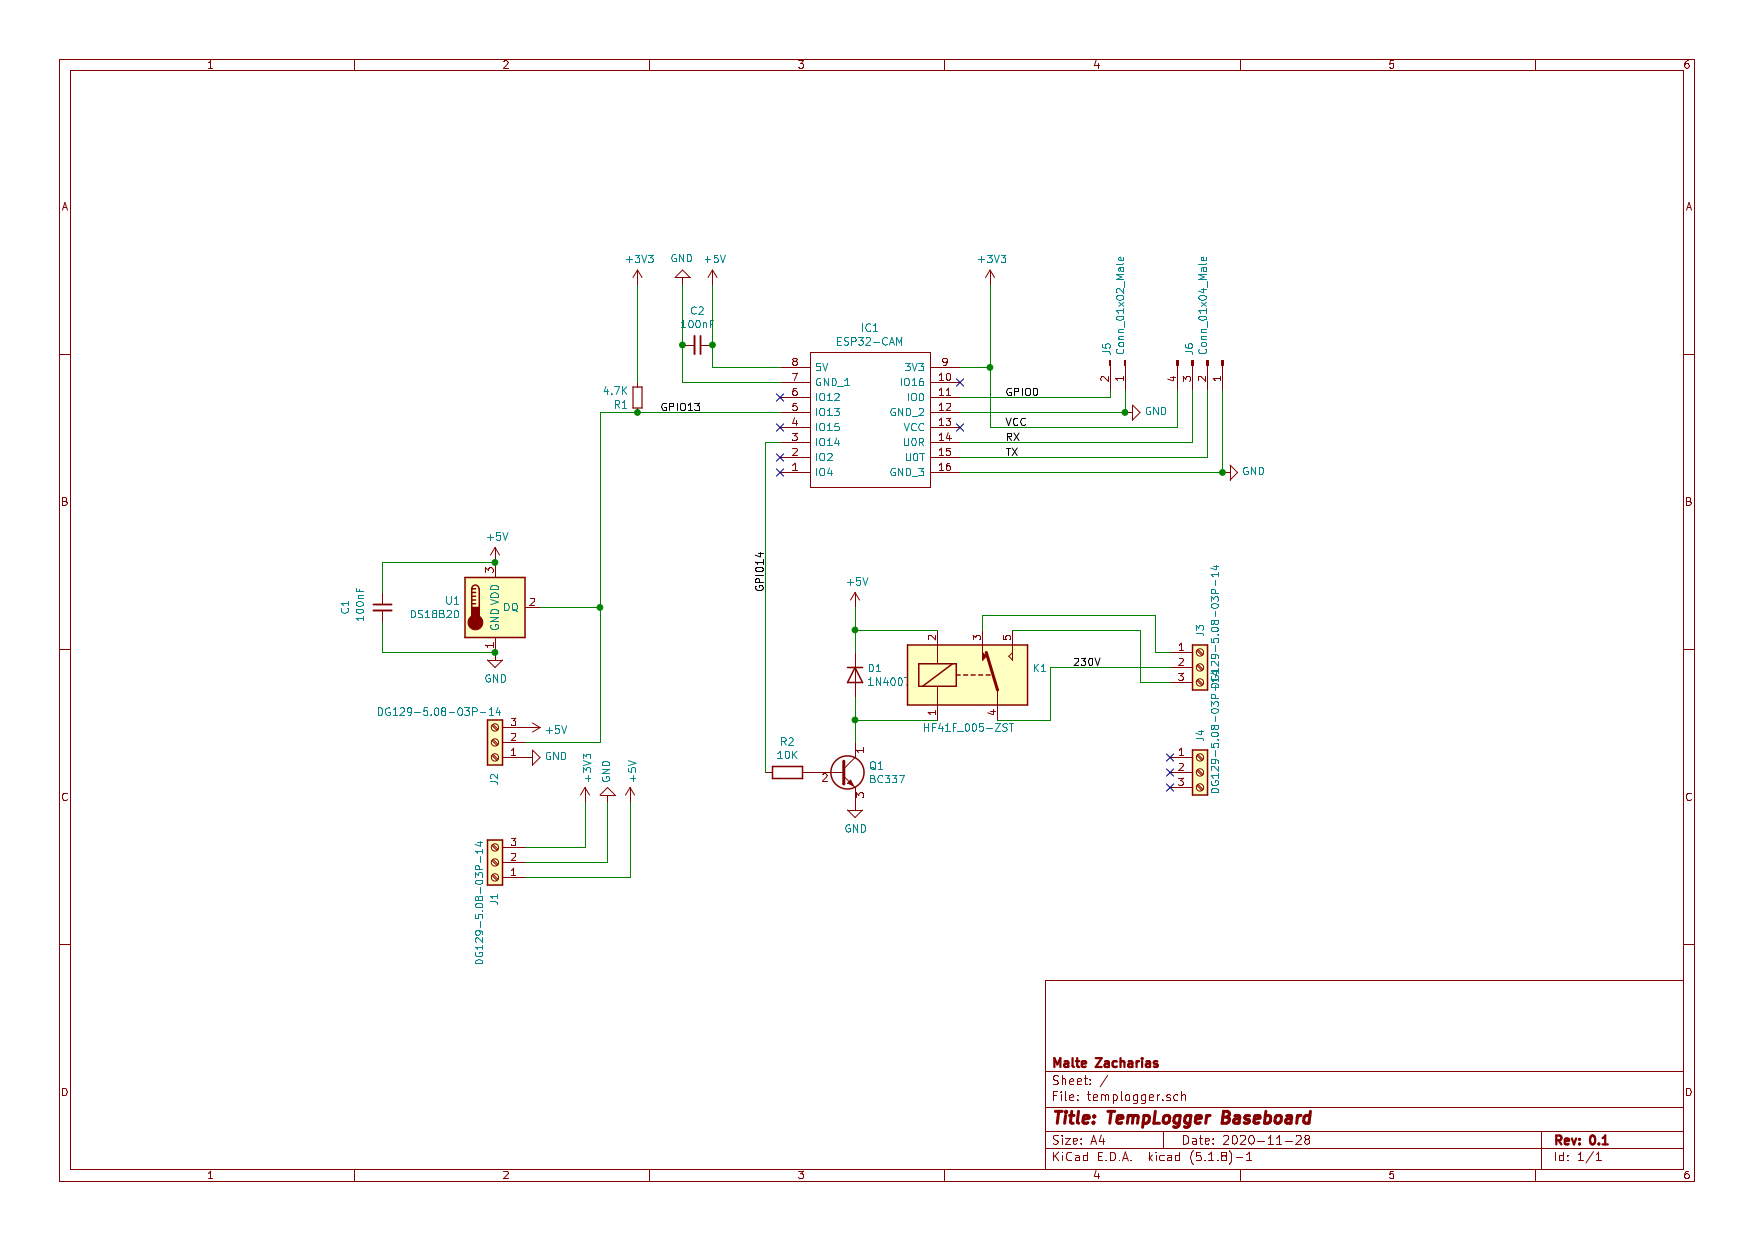 1 2 3 4 5 6
A A
B B
C C
D D
1 2 3 4 5 6
+3V3
GND
+5V
C2
100nF
4.7K
R1
GPIO13
IC1
ESP32-CAM
8 5V
7 GND_1
6 IO12
5 IO13
4 IO15
3 IO14
2 IO2
1 IO4
3V3 9
IO16 10
IO0 11
GND_2 12
VCC 13
U0R 14
U0T 15
GND_3 16
+3V3
GPIO0
VCC
RX
TX
J5
Conn_01x02_Male
2 1
GND
J6
Conn_01x04_Male
4 3 2 1
GND
GPIO14
+5V
C1
100nF
U1
DS18B20
3 VDD
DQ 2
GND 1
GND
DG129-5.08-03P-14
3 +5V
2
1 GND
J2
+3V3
GND
+5V
3
2
1
DG129-5.08-03P-14
J1
+5V
D1
1N4007
2 3 5
1 4
K1
HF41F_005-ZST
230V
R2
10K
Q1
BC337
1
2
3
GND
J3
DG129-5.08-03P-14
1
2
3
J4
DG129-5.08-03P-14
1
2
3
Malte Zacharias
Sheet: /
File: templogger.sch
Title: TempLogger Baseboard
Size: A4 Date: 2020-11-28 Rev: 0.1
KiCad E.D.A. kicad (5.1.8)-1 Id: 1/1